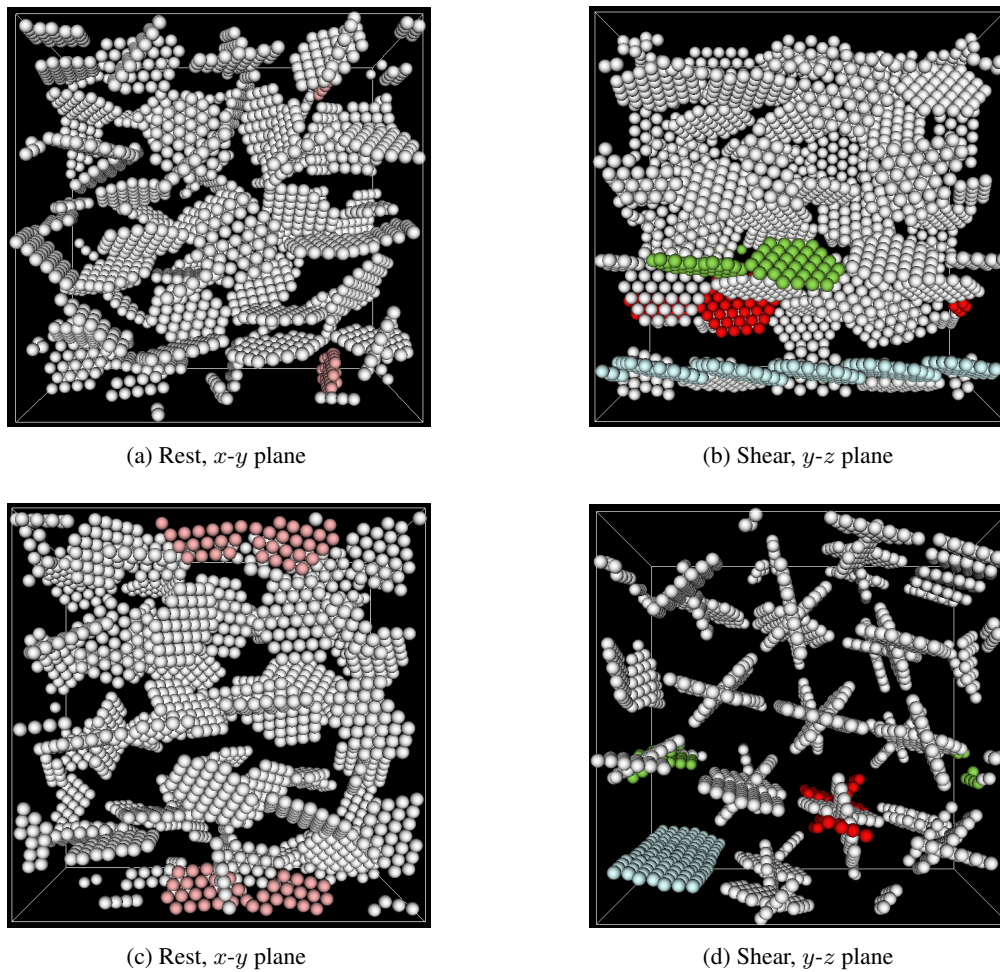 (a) Rest, x-y plane
(b) Shear, y-z plane
(c) Rest, x-y plane
(d) Shear, y-z plane